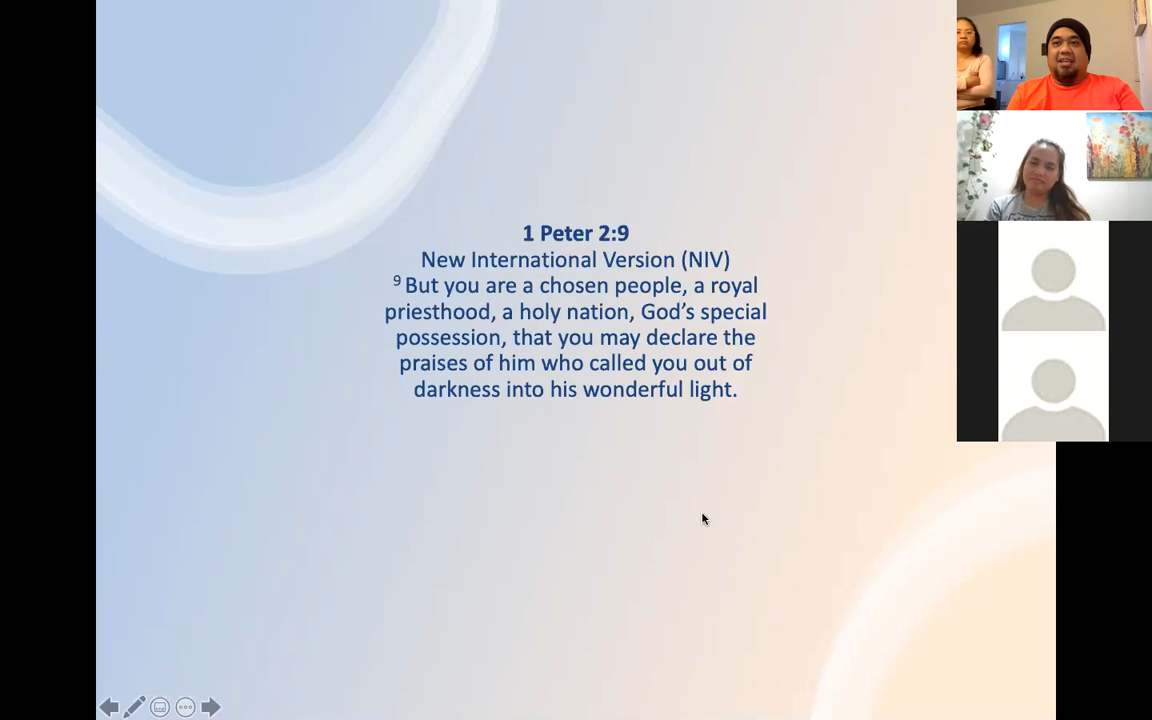 1 Peter 2:9
New International Version (NIV)
9 But you are a chosen people, a royal
priesthood, a holy nation, God’s special
possession, that you may declare the
praises of him who called you out of
darkness into his wonderful light.